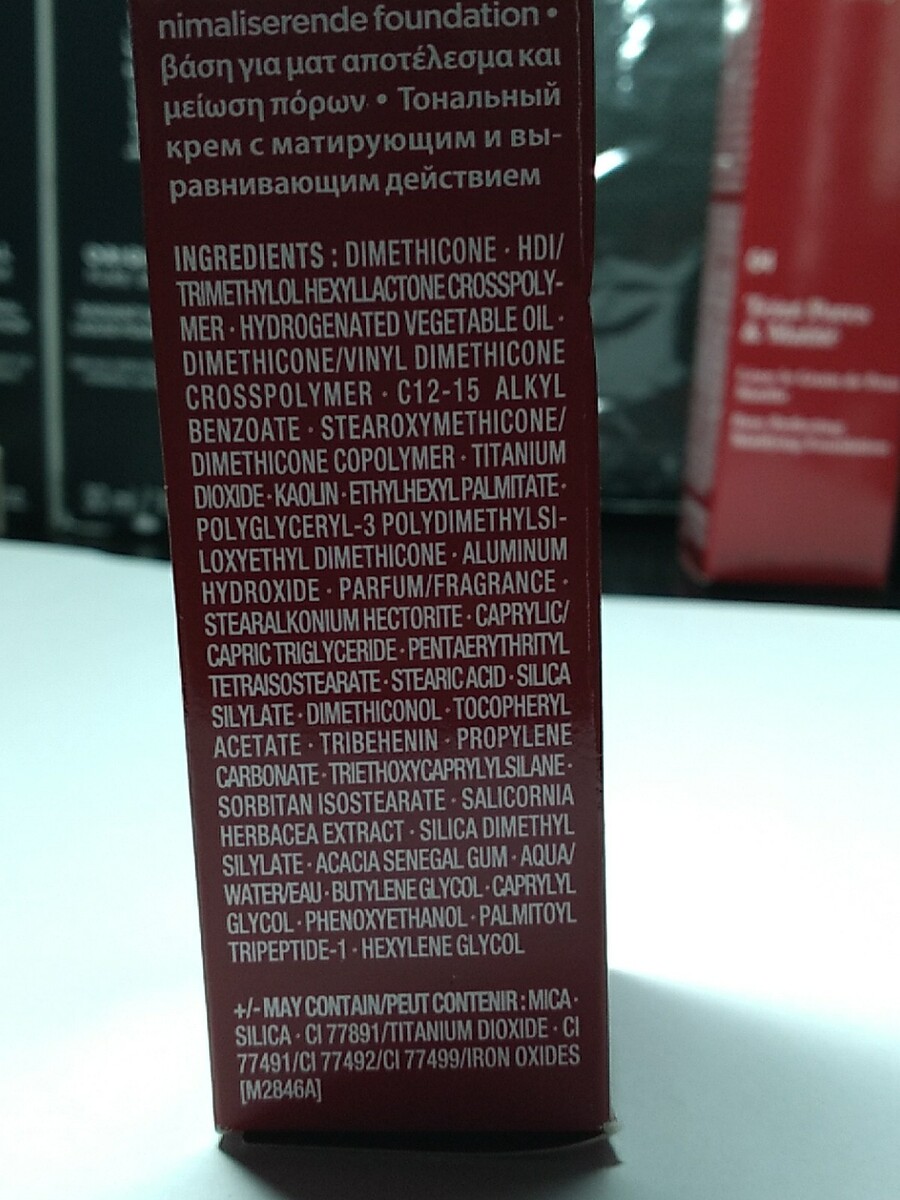 nimaliserende foundation •
βάση για ματ αποτέλεσμα και
μείωση πόρων • Тональный
крем с матирующим и вы-
равнивающим действием
INGREDIENTS : DIMETHICONE · HDI/
TRIMETHYLOL HEXYLLACTONE CROSSPOLY-
MER · HYDROGENATED VEGETABLE OIL ·
DIMETHICONE/VINYL DIMETHICONE
CROSSPOLYMER · C12-15 ALKYL
BENZOATE · STEAROXYMETHICONE/
DIMETHICONE COPOLYMER · TITANIUM
DIOXIDE · KAOLIN · ETHYLHEXYL PALMITATE ·
POLYGLYCERYL-3 POLYDIMETHYLSI-
LOXYETHYL DIMETHICONE · ALUMINUM
HYDROXIDE · PARFUM/FRAGRANCE ·
STEARALKONIUM HECTORITE · CAPRYLIC/
CAPRIC TRIGLYCERIDE · PENTAERYTHRITYL
TETRAISOSTEARATE · STEARIC ACID · SILICA
SILYLATE · DIMETHICONOL · TOCOPHERYL
ACETATE · TRIBEHENIN · PROPYLENE
CARBONATE · TRIETHOXYCAPRYLYLSILANE ·
SORBITAN ISOSTEARATE · SALICORNIA
HERBACEA EXTRACT · SILICA DIMETHYL
SILYLATE · ACACIA SENEGAL GUM · AQUA/
WATER/EAU · BUTYLENE GLYCOL · CAPRYLYL
GLYCOL · PHENOXYETHANOL · PALMITOYL
TRIPEPTIDE-1 · HEXYLENE GLYCOL
+/- MAY CONTAIN/PEUT CONTENIR : MICA ·
SILICA · CI 77891/TITANIUM DIOXIDE · CI
77491/CI 77492/CI 77499/IRON OXIDES
[M2846A]